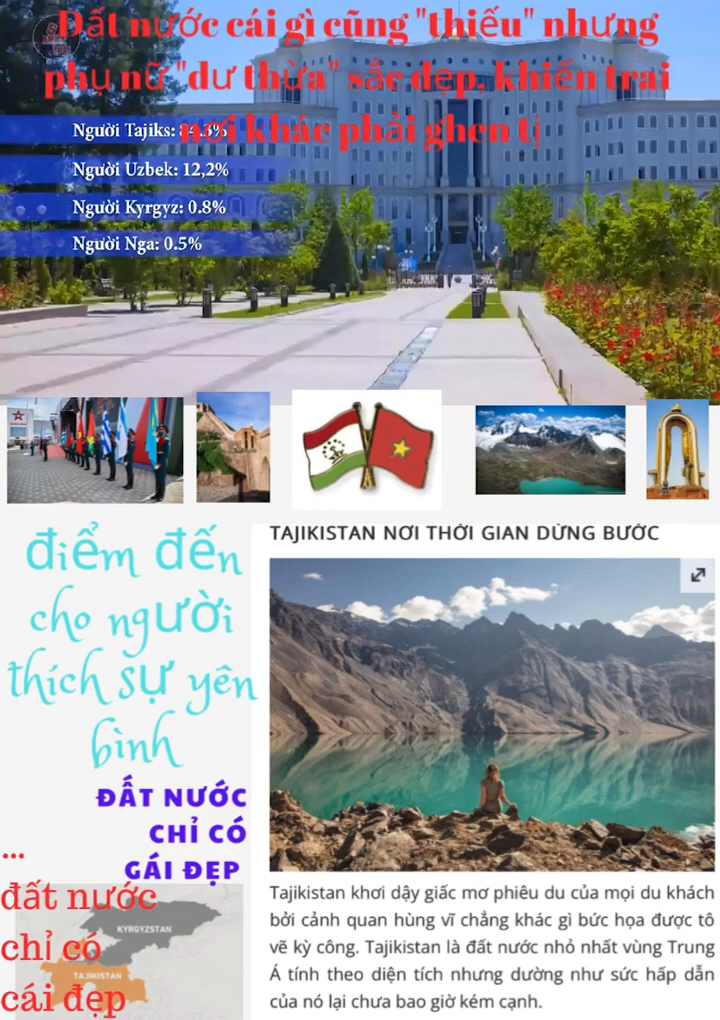 Đất nước cái gì cũng "thiếu" nhưng
phụ nữ "dư thừa" sắc đẹp, khiến trai
nơi khác phải ghen tị
Người Tajiks: 84.3%
Người Uzbek: 12,2%
Người Kyrgyz: 0.8%
Người Nga: 0.5%
điểm đến
cho người
thích sự yên
bình
ĐẤT NƯỚC
CHỈ CÓ
GÁI ĐẸP
...
đất nước
chỉ có
cái đẹp
KYRGYZSTAN
TAJIKISTAN
TAJIKISTAN NƠI THỜI GIAN DỪNG BƯỚC
Tajikistan khơi dậy giấc mơ phiêu du của mọi du khách
bởi cảnh quan hùng vĩ chẳng khác gì bức họa được tô
vẽ kỳ công. Tajikistan là đất nước nhỏ nhất vùng Trung
Á tính theo diện tích nhưng dường như sức hấp dẫn
của nó lại chưa bao giờ kém cạnh.